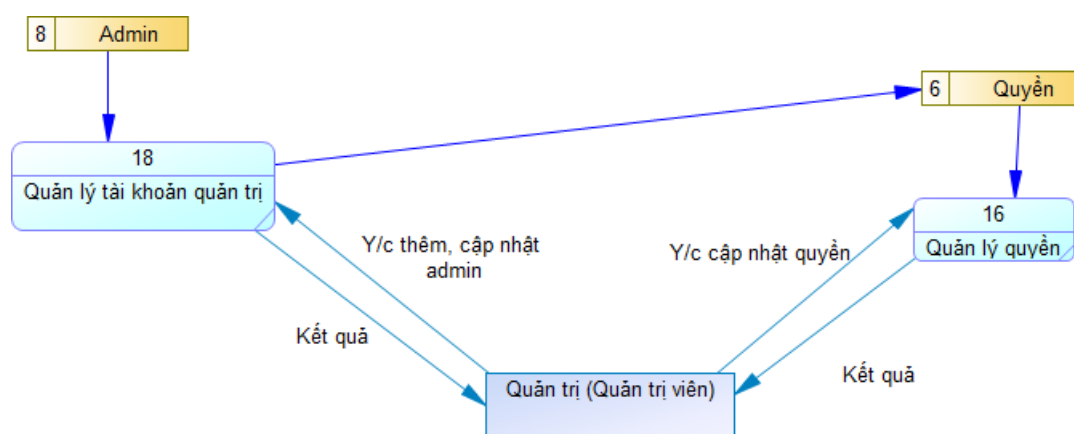 8 Admin
6 Quyền
18
Quản lý tài khoản quản trị
16
Quản lý quyền
Y/c thêm, cập nhật
admin
Y/c cập nhật quyền
Kết quả
Kết quả
Quản trị (Quản trị viên)